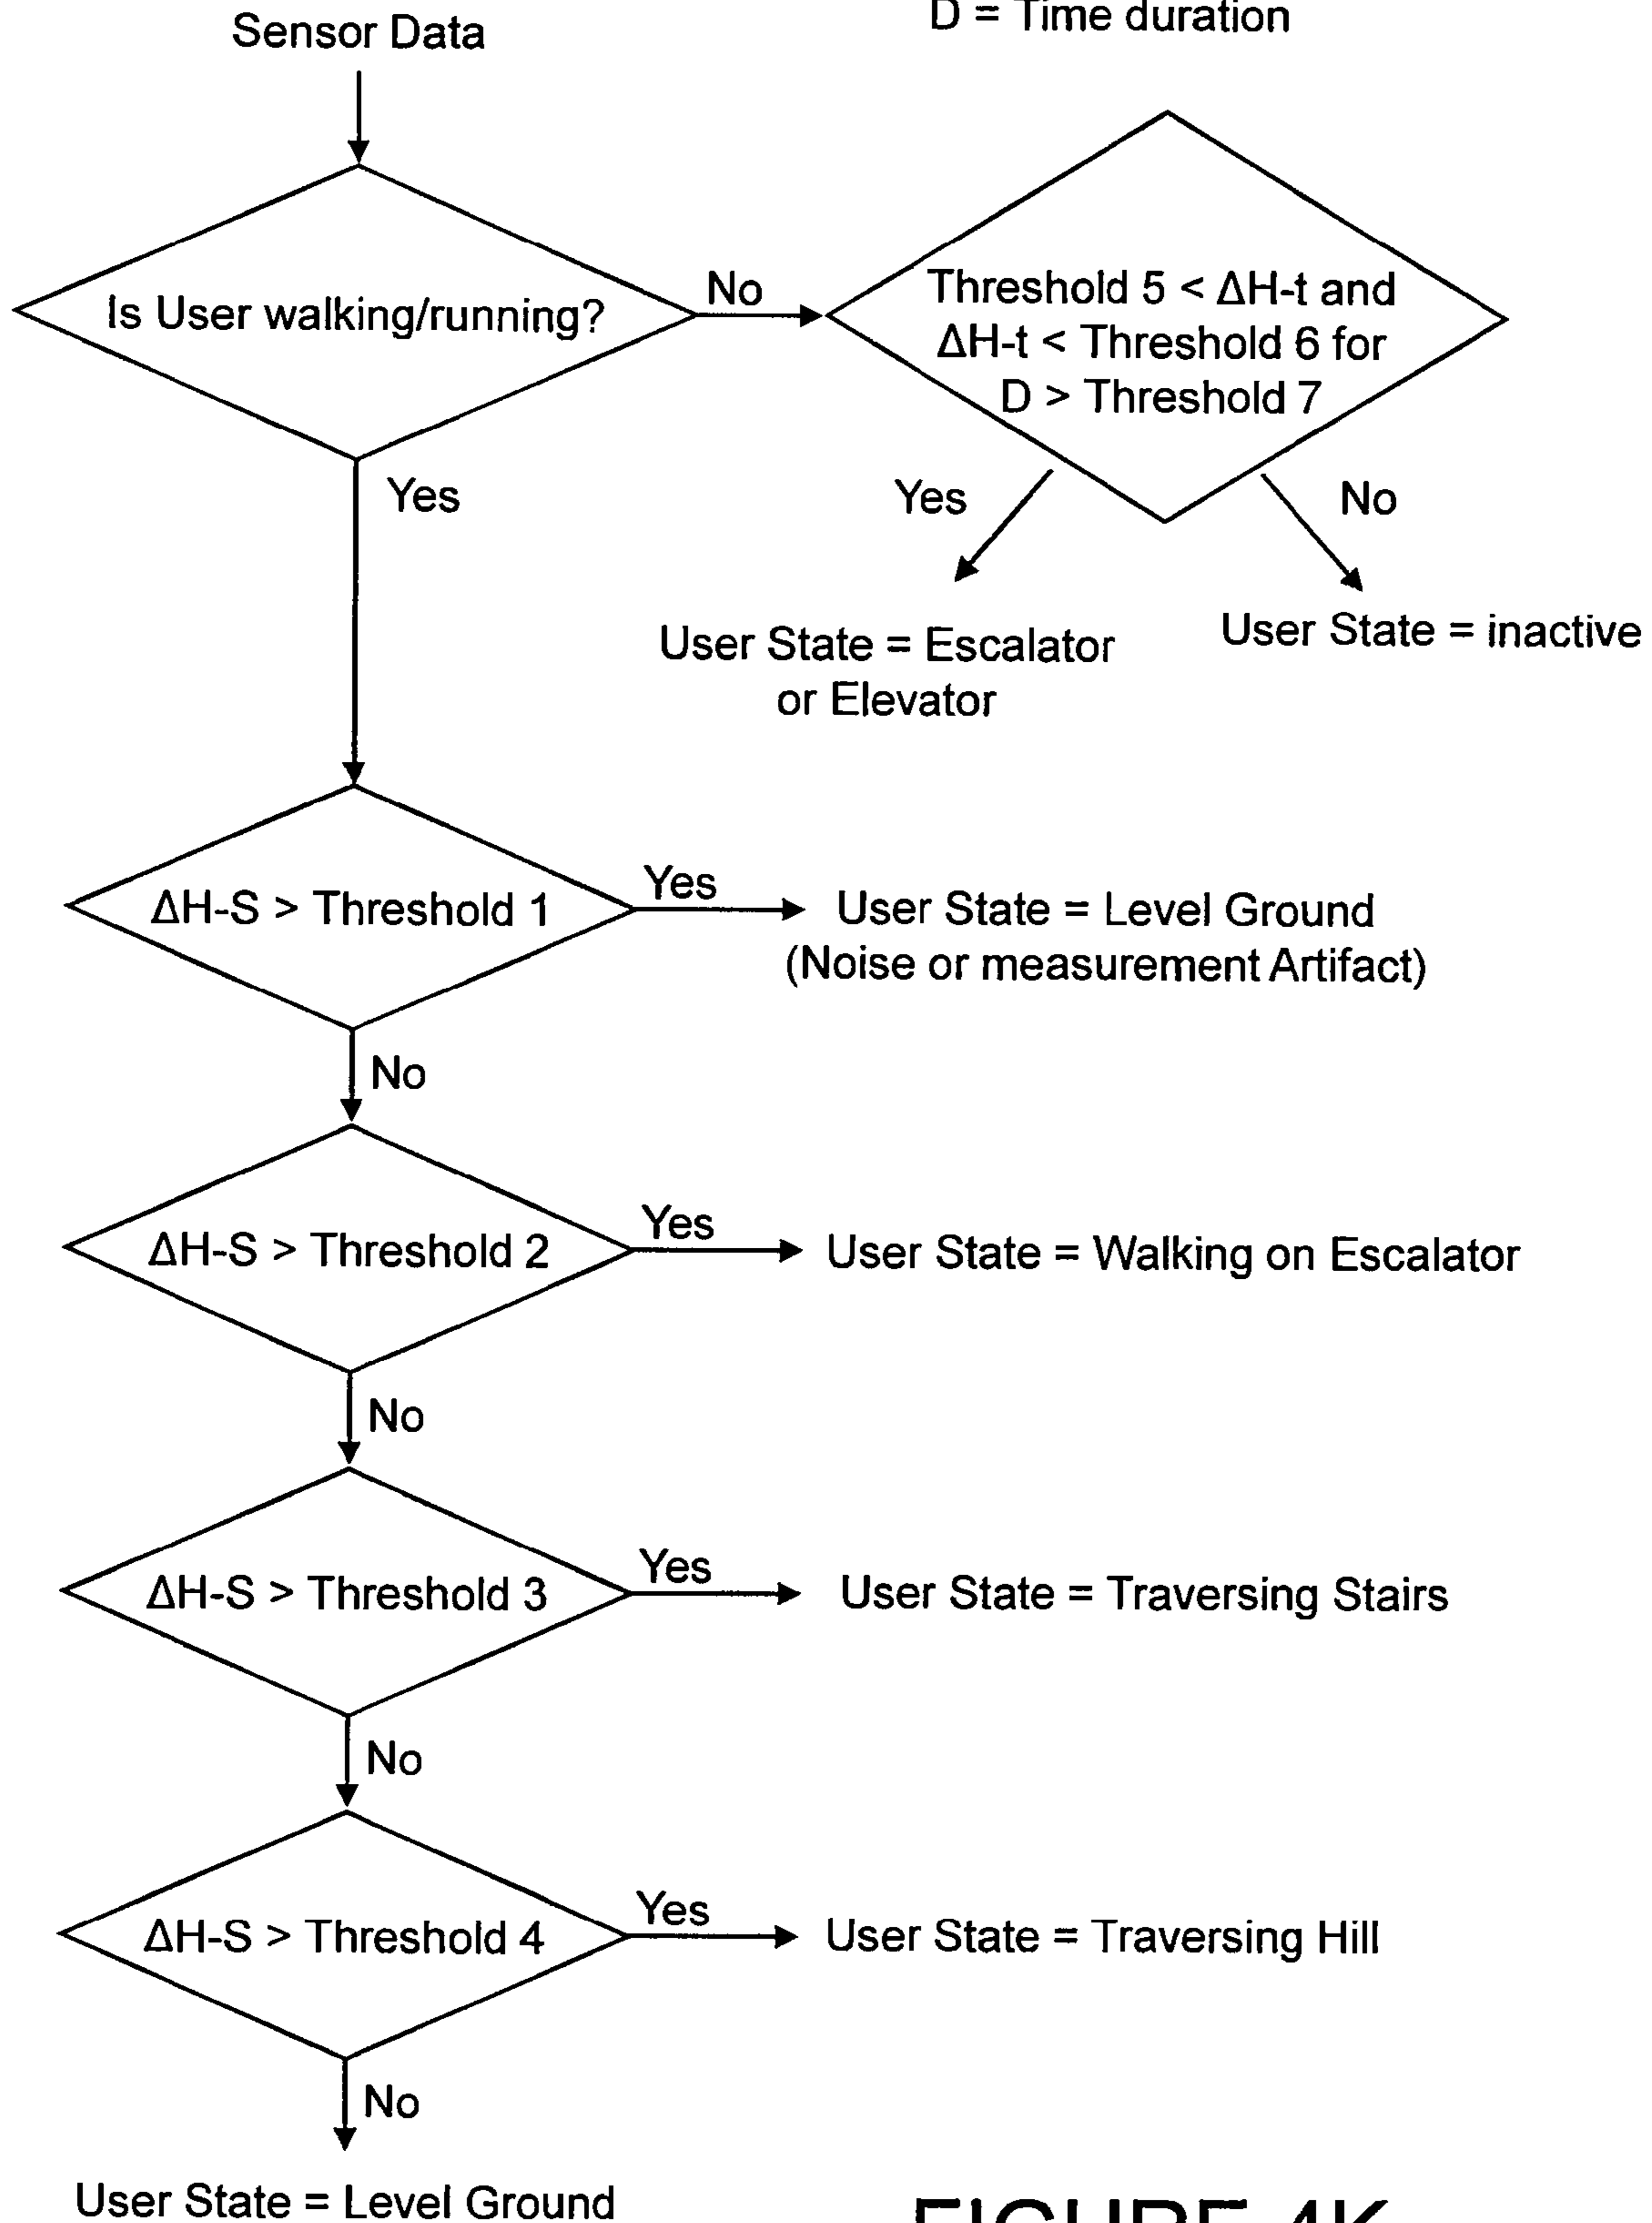 Sensor Data
D = Time duration
Is User walking/running?
No
Threshold 5 < ΔH-t and
ΔH-t < Threshold 6 for
D > Threshold 7
Yes
Yes
No
User State = Escalator
or Elevator
User State = inactive
ΔH-S > Threshold 1
Yes
User State = Level Ground
(Noise or measurement Artifact)
No
ΔH-S > Threshold 2
Yes
User State = Walking on Escalator
No
ΔH-S > Threshold 3
Yes
User State = Traversing Stairs
No
ΔH-S > Threshold 4
Yes
User State = Traversing Hill
No
User State = Level Ground
FIGURE 4K